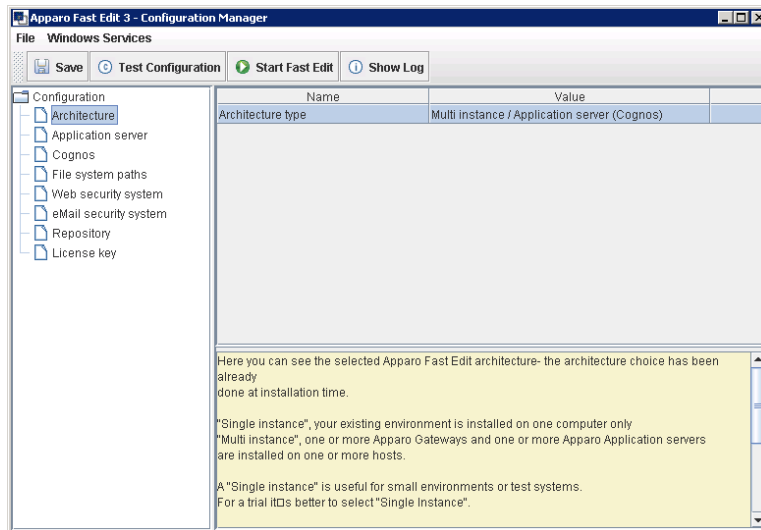 Apparo Fast Edit 3 - Configuration Manager
File Windows Services
Save Test Configuration Start Fast Edit Show Log
Configuration
Architecture
Application server
Cognos
File system paths
Web security system
eMail security system
Repository
License key
Name Value
Architecture type Multi instance / Application server (Cognos)
Here you can see the selected Apparo Fast Edit architecture- the architecture choice has been
already
done at installation time.
"Single instance", your existing environment is installed on one computer only
"Multi instance", one or more Apparo Gateways and one or more Apparo Application servers
are installed on one or more hosts.
A "Single instance" is useful for small environments or test systems.
For a trial it□s better to select "Single Instance".